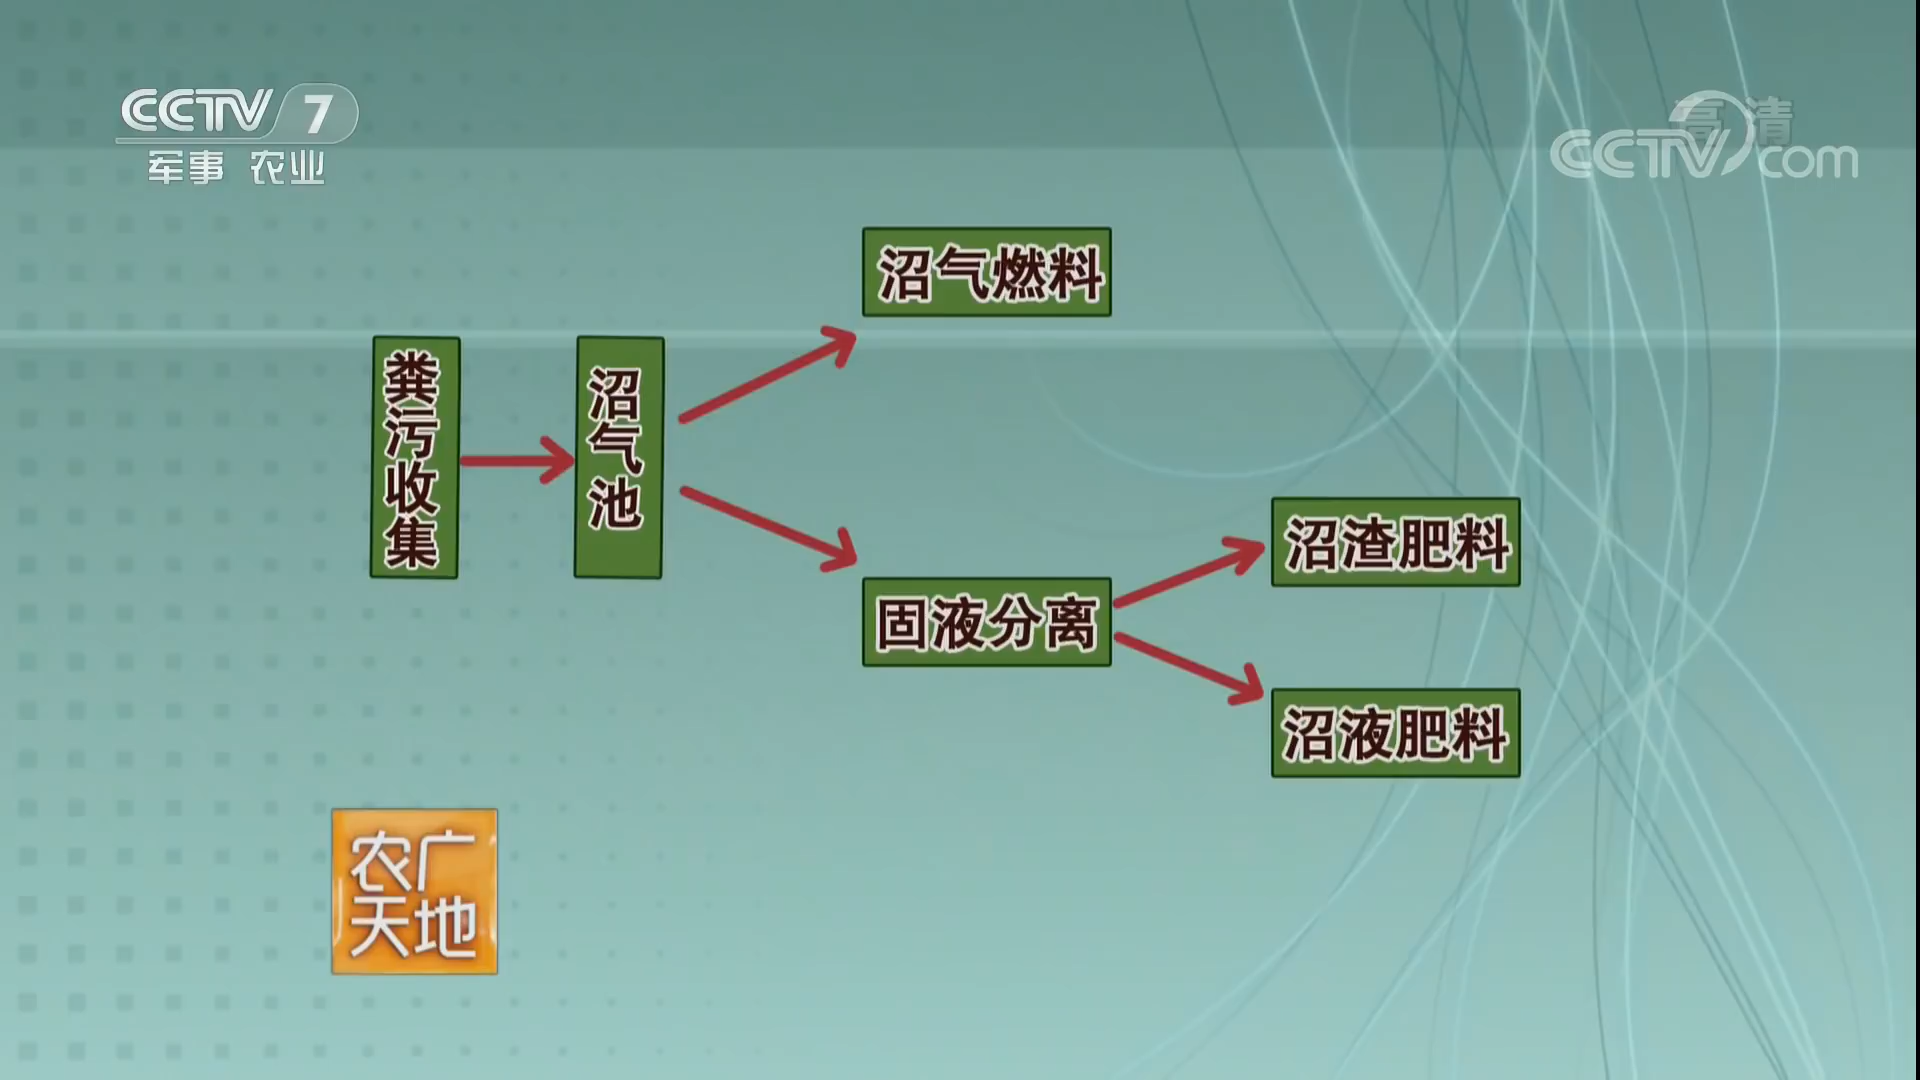 CCTV 7
军事 农业
高清
CCTV com
沼气燃料
粪污收集
沼气池
沼渣肥料
固液分离
沼液肥料
农广
天地